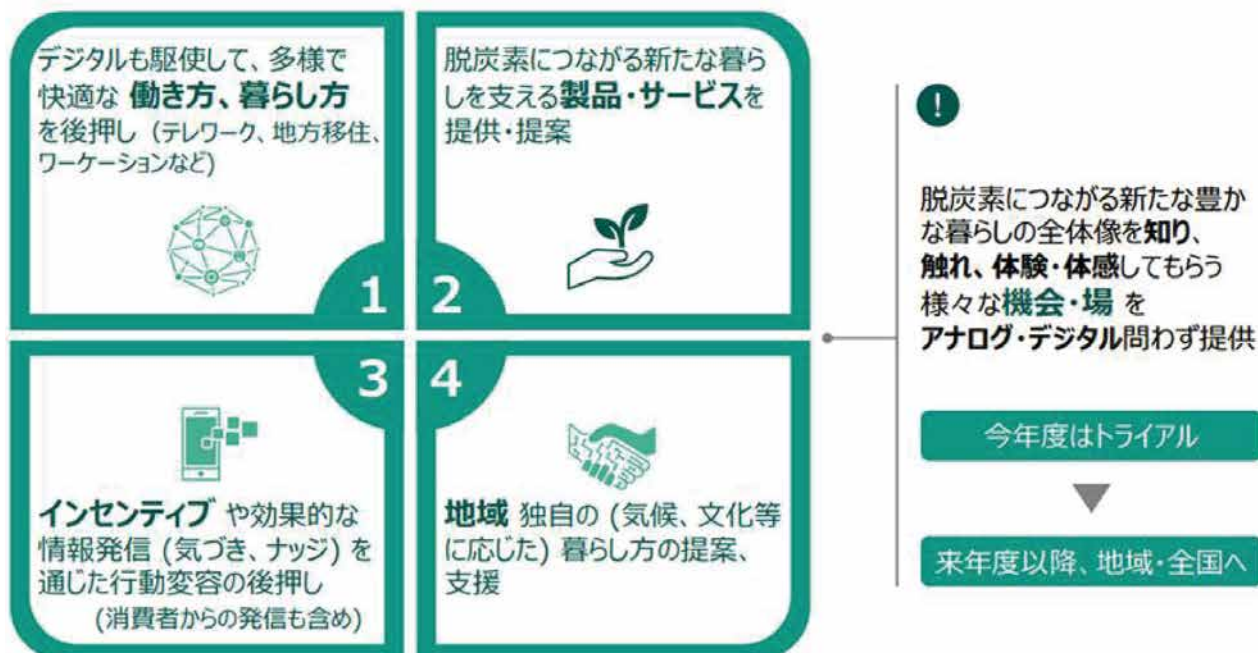 デジタルも駆使して、多様で
快適な 働き方、暮らし方
を後押し（テレワーク、地方移住、
ワーケーションなど）
1
脱炭素につながる新たな暮ら
しを支える製品・サービスを
提供・提案
2
3
インセンティブ や効果的な
情報発信 (気づき、ナッジ) を
通じた行動変容の後押し
(消費者からの発信も含め)
4
地域 独自の (気候、文化等
に応じた) 暮らし方の提案、
支援
!
脱炭素につながる新たな豊か
な暮らしの全体像を知り、
触れ、体験・体感してもらう
様々な機会・場 を
アナログ・デジタル問わず提供
今年度はトライアル
来年度以降、地域・全国へ